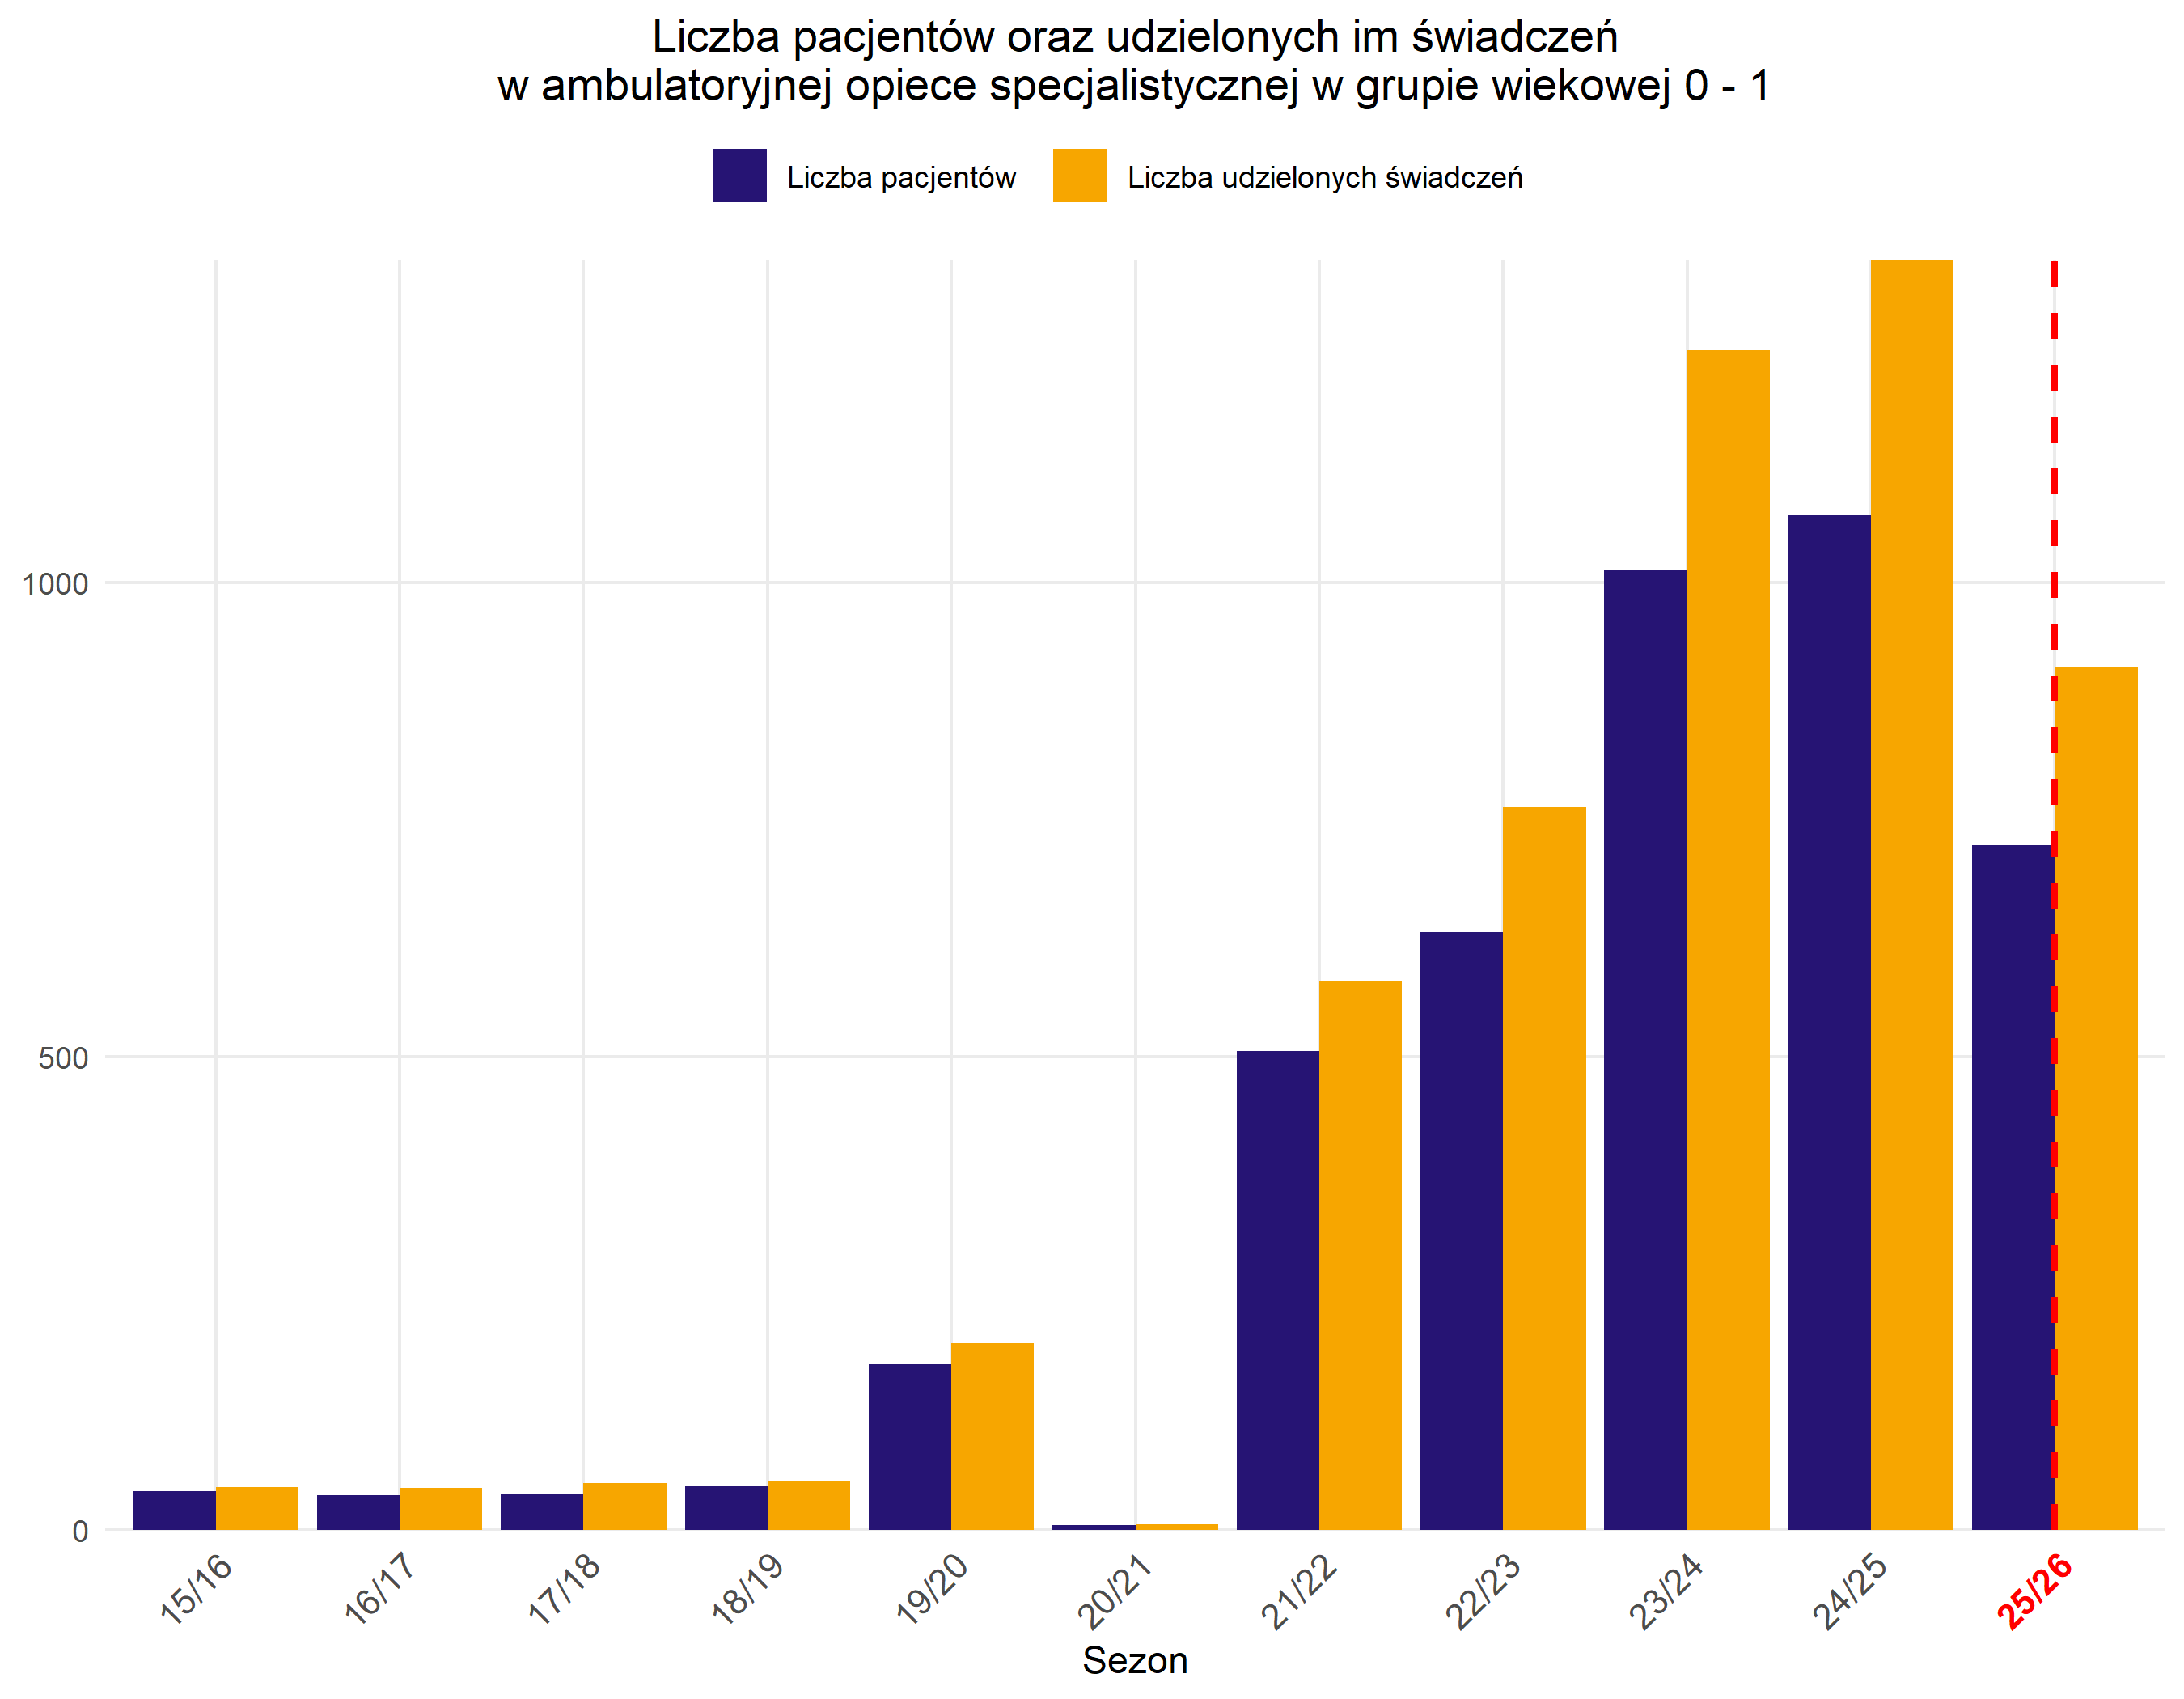 Liczba pacjentów oraz udzielonych im świadczeń
w ambulatoryjnej opiece specjalistycznej w grupie wiekowej 0 - 1
Liczba pacjentów
Liczba udzielonych świadczeń
1000
500
0
15/16
16/17
17/18
18/19
19/20
20/21
21/22
22/23
23/24
24/25
25/26
Sezon